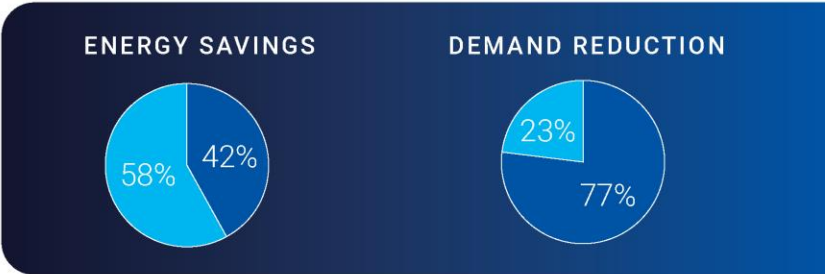 ENERGY SAVINGS
58%
42%
DEMAND REDUCTION
23%
77%